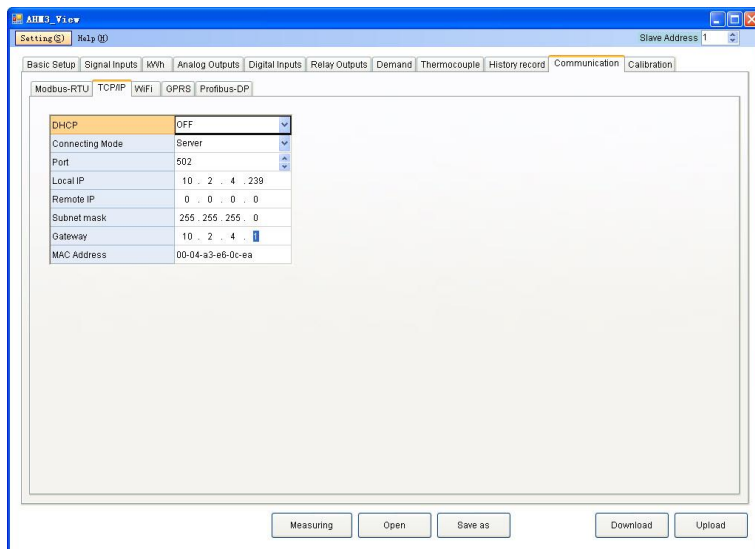 AHM3_View
Setting(S) Help(H) Slave Address 1
Basic Setup Signal Inputs kWh Analog Outputs Digital Inputs Relay Outputs Demand Thermocouple History record Communication Calibration
Modbus-RTU TCP/IP WiFi GPRS Profibus-DP
DHCP OFF
Connecting Mode Server
Port 502
Local IP 10 . 2 . 4 .239
Remote IP 0 . 0 . 0 . 0
Subnet mask 255 . 255 . 255 . 0
Gateway 10 . 2 . 4 . 1
MAC Address 00-04-a3-e6-0c-ea
Measuring Open Save as Download Upload